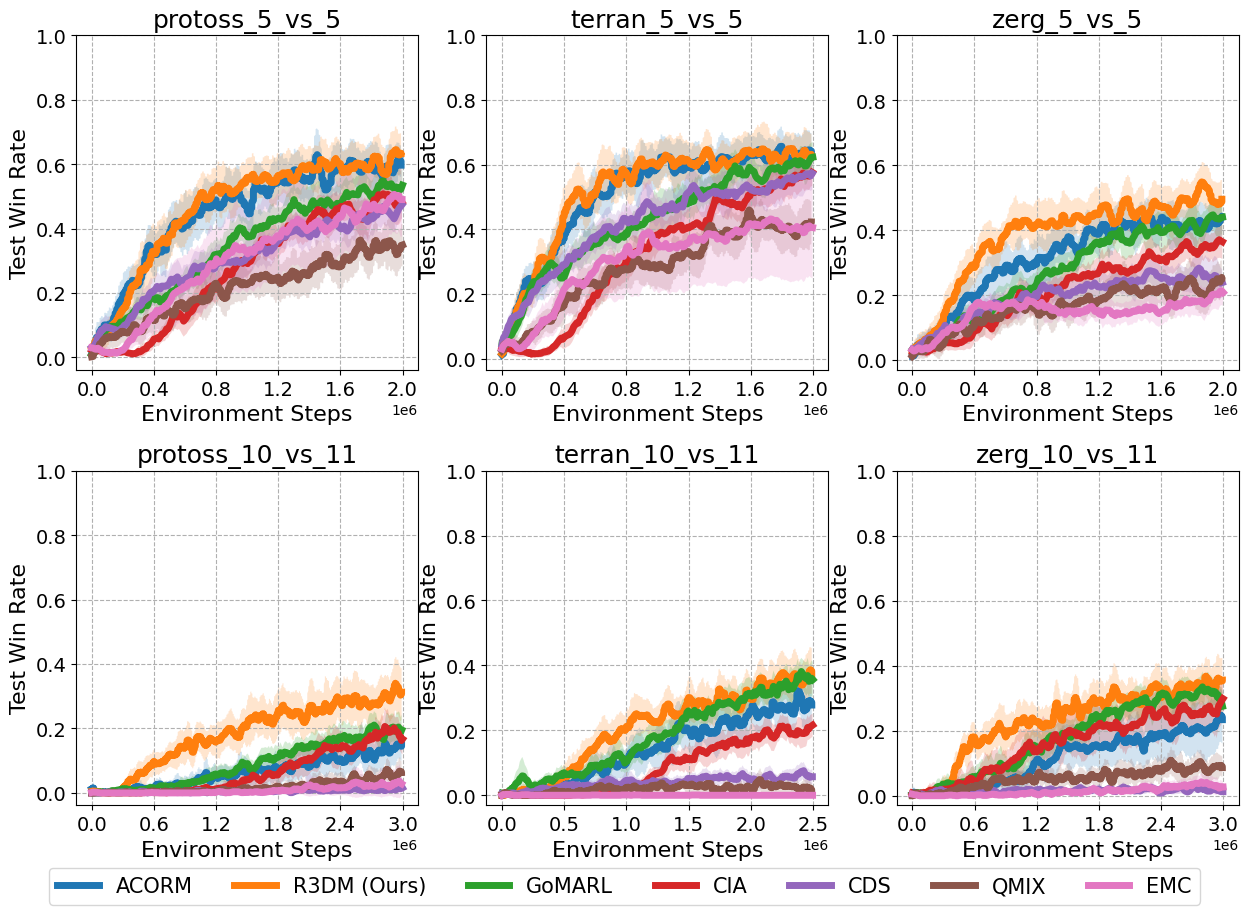 protoss_5_vs_5 terran_5_vs_5 zerg_5_vs_5
1.0 1.0 1.0
0.8 0.8 0.8
0.6 0.6 0.6
0.4 0.4 0.4
0.2 0.2 0.2
0.0 0.0 0.0
Test Win Rate Test Win Rate Test Win Rate
0.0 0.4 0.8 1.2 1.6 2.0 0.0 0.4 0.8 1.2 1.6 2.0 0.0 0.4 0.8 1.2 1.6 2.0
Environment Steps 1e6 Environment Steps 1e6 Environment Steps 1e6
protoss_10_vs_11 terran_10_vs_11 zerg_10_vs_11
1.0 1.0 1.0
0.8 0.8 0.8
0.6 0.6 0.6
0.4 0.4 0.4
0.2 0.2 0.2
0.0 0.0 0.0
Test Win Rate Test Win Rate Test Win Rate
0.0 0.6 1.2 1.8 2.4 3.0 0.0 0.5 1.0 1.5 2.0 2.5 0.0 0.6 1.2 1.8 2.4 3.0
Environment Steps 1e6 Environment Steps 1e6 Environment Steps 1e6
ACORM R3DM (Ours) GoMARL CIA CDS QMIX EMC